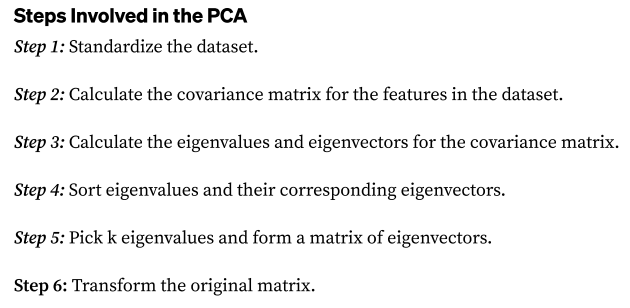 Steps Involved in the PCA
Step 1: Standardize the dataset.
Step 2: Calculate the covariance matrix for the features in the dataset.
Step 3: Calculate the eigenvalues and eigenvectors for the covariance matrix.
Step 4: Sort eigenvalues and their corresponding eigenvectors.
Step 5: Pick k eigenvalues and form a matrix of eigenvectors.
Step 6: Transform the original matrix.